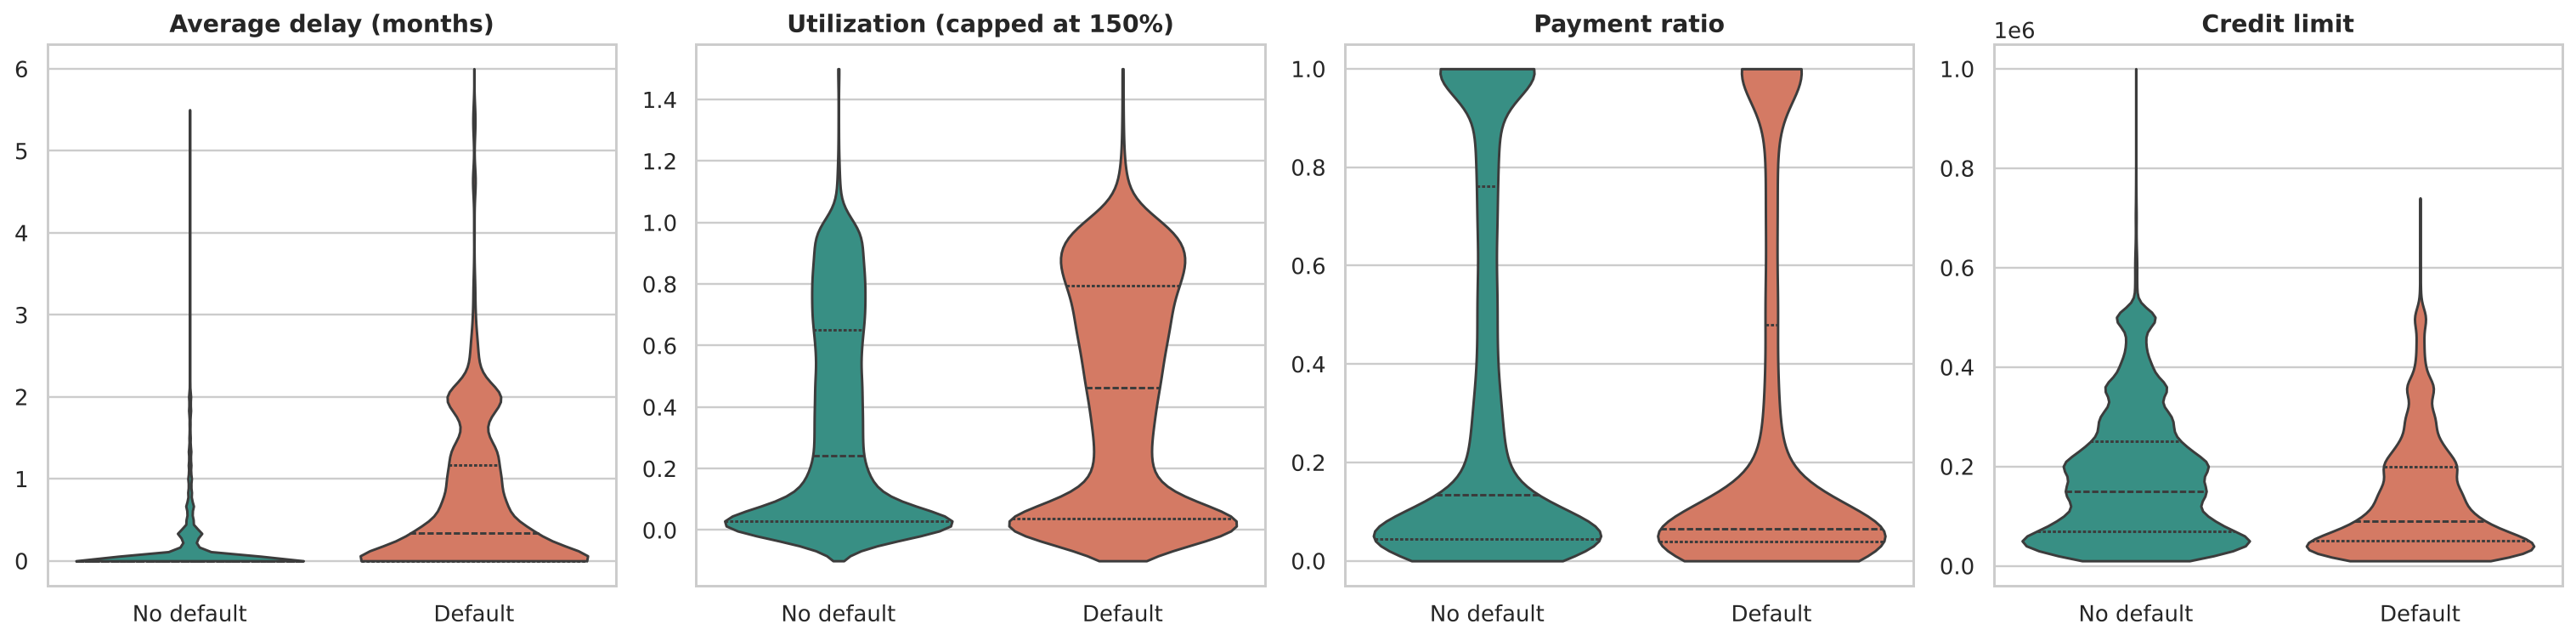 Average delay (months)
6
5
4
3
2
1
0
No default
Default
Utilization (capped at 150%)
1.4
1.2
1.0
0.8
0.6
0.4
0.2
0.0
No default
Default
Payment ratio
1.0
0.8
0.6
0.4
0.2
0.0
No default
Default
1e6
Credit limit
1.0
0.8
0.6
0.4
0.2
0.0
No default
Default